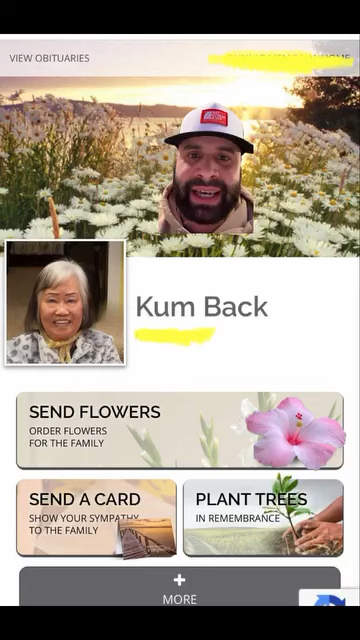 VIEW OBITUARIES
Kum Back
SEND FLOWERS
ORDER FLOWERS
FOR THE FAMILY
SEND A CARD
SHOW YOUR SYMPATHY
TO THE FAMILY
PLANT TREES
IN REMEMBRANCE
+
MORE